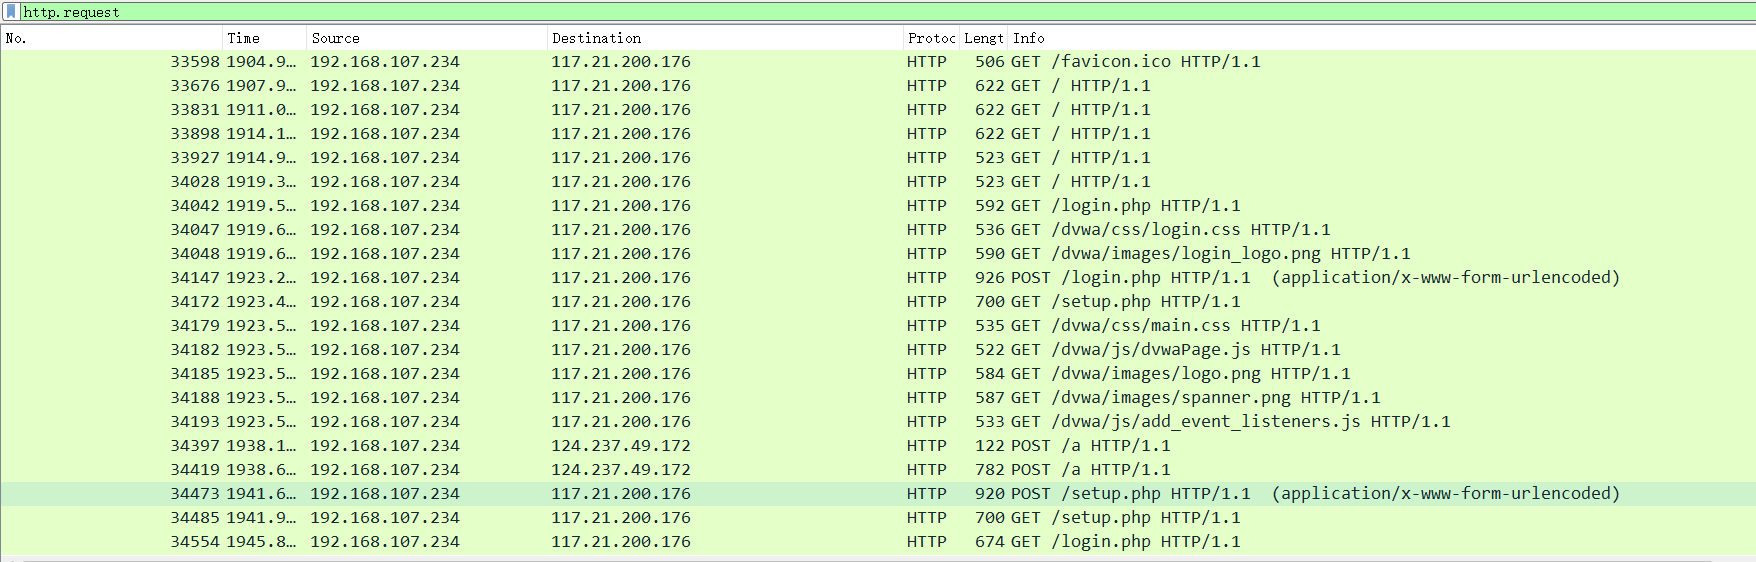 http.request
No. Time Source Destination Protoc Lengt Info
33598 1904.9… 192.168.107.234 117.21.200.176 HTTP 506 GET /favicon.ico HTTP/1.1
33676 1907.9… 192.168.107.234 117.21.200.176 HTTP 622 GET / HTTP/1.1
33831 1911.0… 192.168.107.234 117.21.200.176 HTTP 622 GET / HTTP/1.1
33898 1914.1… 192.168.107.234 117.21.200.176 HTTP 622 GET / HTTP/1.1
33927 1914.9… 192.168.107.234 117.21.200.176 HTTP 523 GET / HTTP/1.1
34028 1919.3… 192.168.107.234 117.21.200.176 HTTP 523 GET / HTTP/1.1
34042 1919.5… 192.168.107.234 117.21.200.176 HTTP 592 GET /login.php HTTP/1.1
34047 1919.6… 192.168.107.234 117.21.200.176 HTTP 536 GET /dvwa/css/login.css HTTP/1.1
34048 1919.6… 192.168.107.234 117.21.200.176 HTTP 590 GET /dvwa/images/login_logo.png HTTP/1.1
34147 1923.2… 192.168.107.234 117.21.200.176 HTTP 926 POST /login.php HTTP/1.1 (application/x-www-form-urlencoded)
34172 1923.4… 192.168.107.234 117.21.200.176 HTTP 700 GET /setup.php HTTP/1.1
34179 1923.5… 192.168.107.234 117.21.200.176 HTTP 535 GET /dvwa/css/main.css HTTP/1.1
34182 1923.5… 192.168.107.234 117.21.200.176 HTTP 522 GET /dvwa/js/dvwaPage.js HTTP/1.1
34185 1923.5… 192.168.107.234 117.21.200.176 HTTP 584 GET /dvwa/images/logo.png HTTP/1.1
34188 1923.5… 192.168.107.234 117.21.200.176 HTTP 587 GET /dvwa/images/spanner.png HTTP/1.1
34193 1923.5… 192.168.107.234 117.21.200.176 HTTP 533 GET /dvwa/js/add_event_listeners.js HTTP/1.1
34397 1938.1… 192.168.107.234 124.237.49.172 HTTP 122 POST /a HTTP/1.1
34419 1938.6… 192.168.107.234 124.237.49.172 HTTP 782 POST /a HTTP/1.1
34473 1941.6… 192.168.107.234 117.21.200.176 HTTP 920 POST /setup.php HTTP/1.1 (application/x-www-form-urlencoded)
34485 1941.9… 192.168.107.234 117.21.200.176 HTTP 700 GET /setup.php HTTP/1.1
34554 1945.8… 192.168.107.234 117.21.200.176 HTTP 674 GET /login.php HTTP/1.1